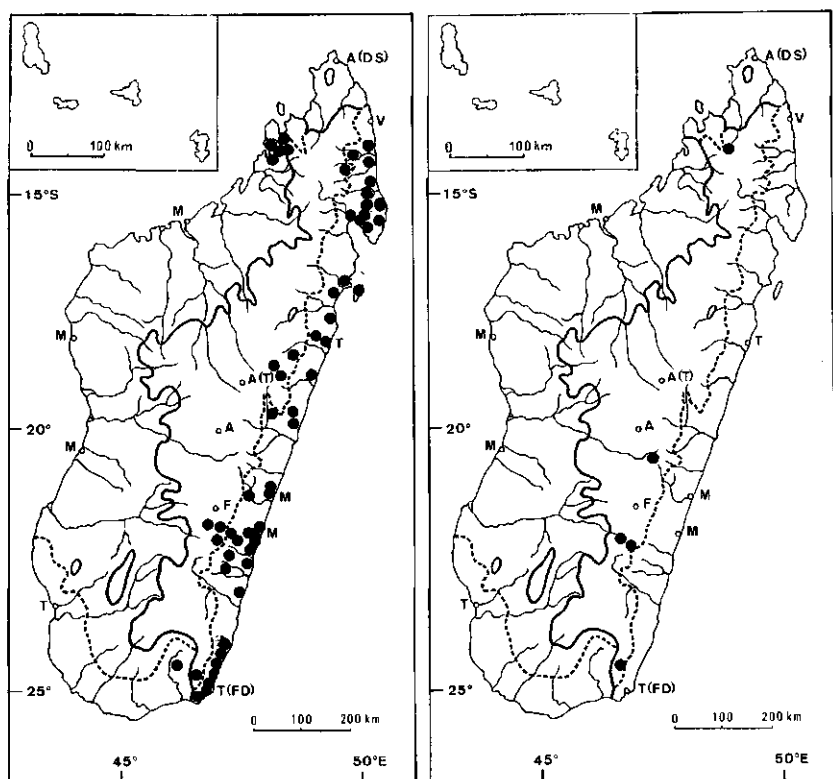 A(DS)
0 100 km
V
15°S
M
M
T
A(T)
20°
A
M
F
M
M
T
25°
T(FD)
0 100 200
km
45°
50°E
A(DS)
0 100 km
V
15°S
M
M
T
A(T)
20°
A
M
F
M
M
T
25°
T(FD)
0 100 200
km
45°
50°E